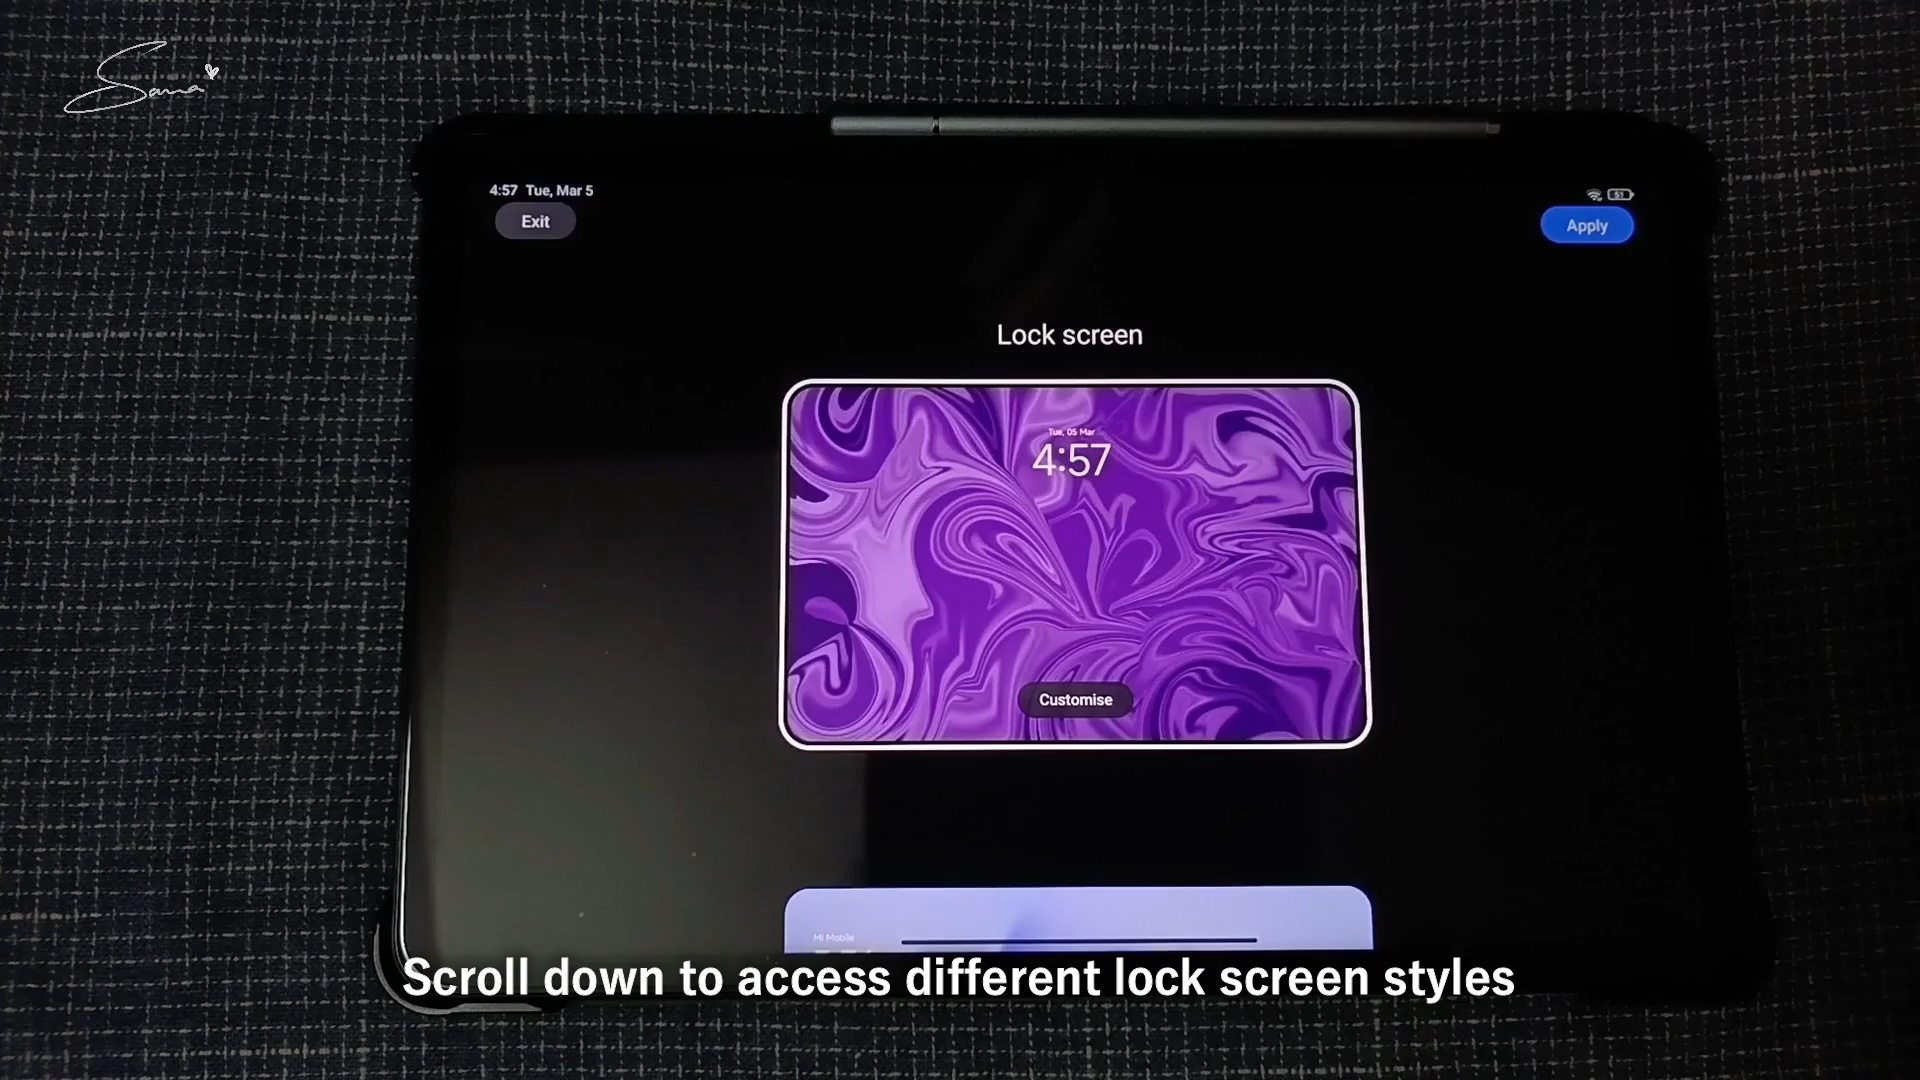 Sana
4:57 Tue, Mar 5
51
Exit
Apply
Lock screen
Tue, 05 Mar
4:57
Customise
Mi Mobile
Scroll down to access different lock screen styles